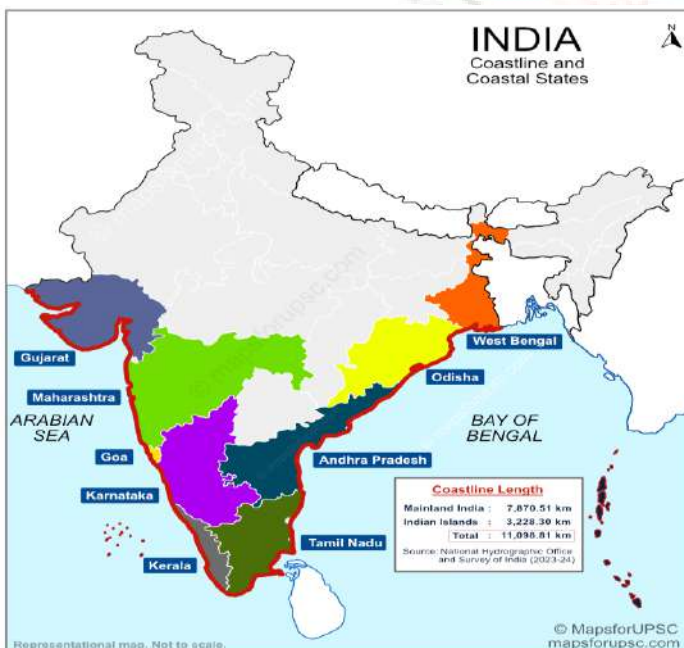 INDIA
Coastline and
Coastal States
N
Gujarat
Maharashtra
ARABIAN
SEA
Goa
Karnataka
Kerala
Tamil Nadu
Andhra Pradesh
Odisha
West Bengal
BAY OF
BENGAL
Coastline Length
Mainland India : 7,870.51 km
Indian Islands : 3,228.30 km
Total : 11,098.81 km
Source: National Hydrographic Office
and Survey of India (2023-24)
© MapsforUPSC
mapsforupsc.com
Representational map. Not to scale.
© mapsforupsc.com